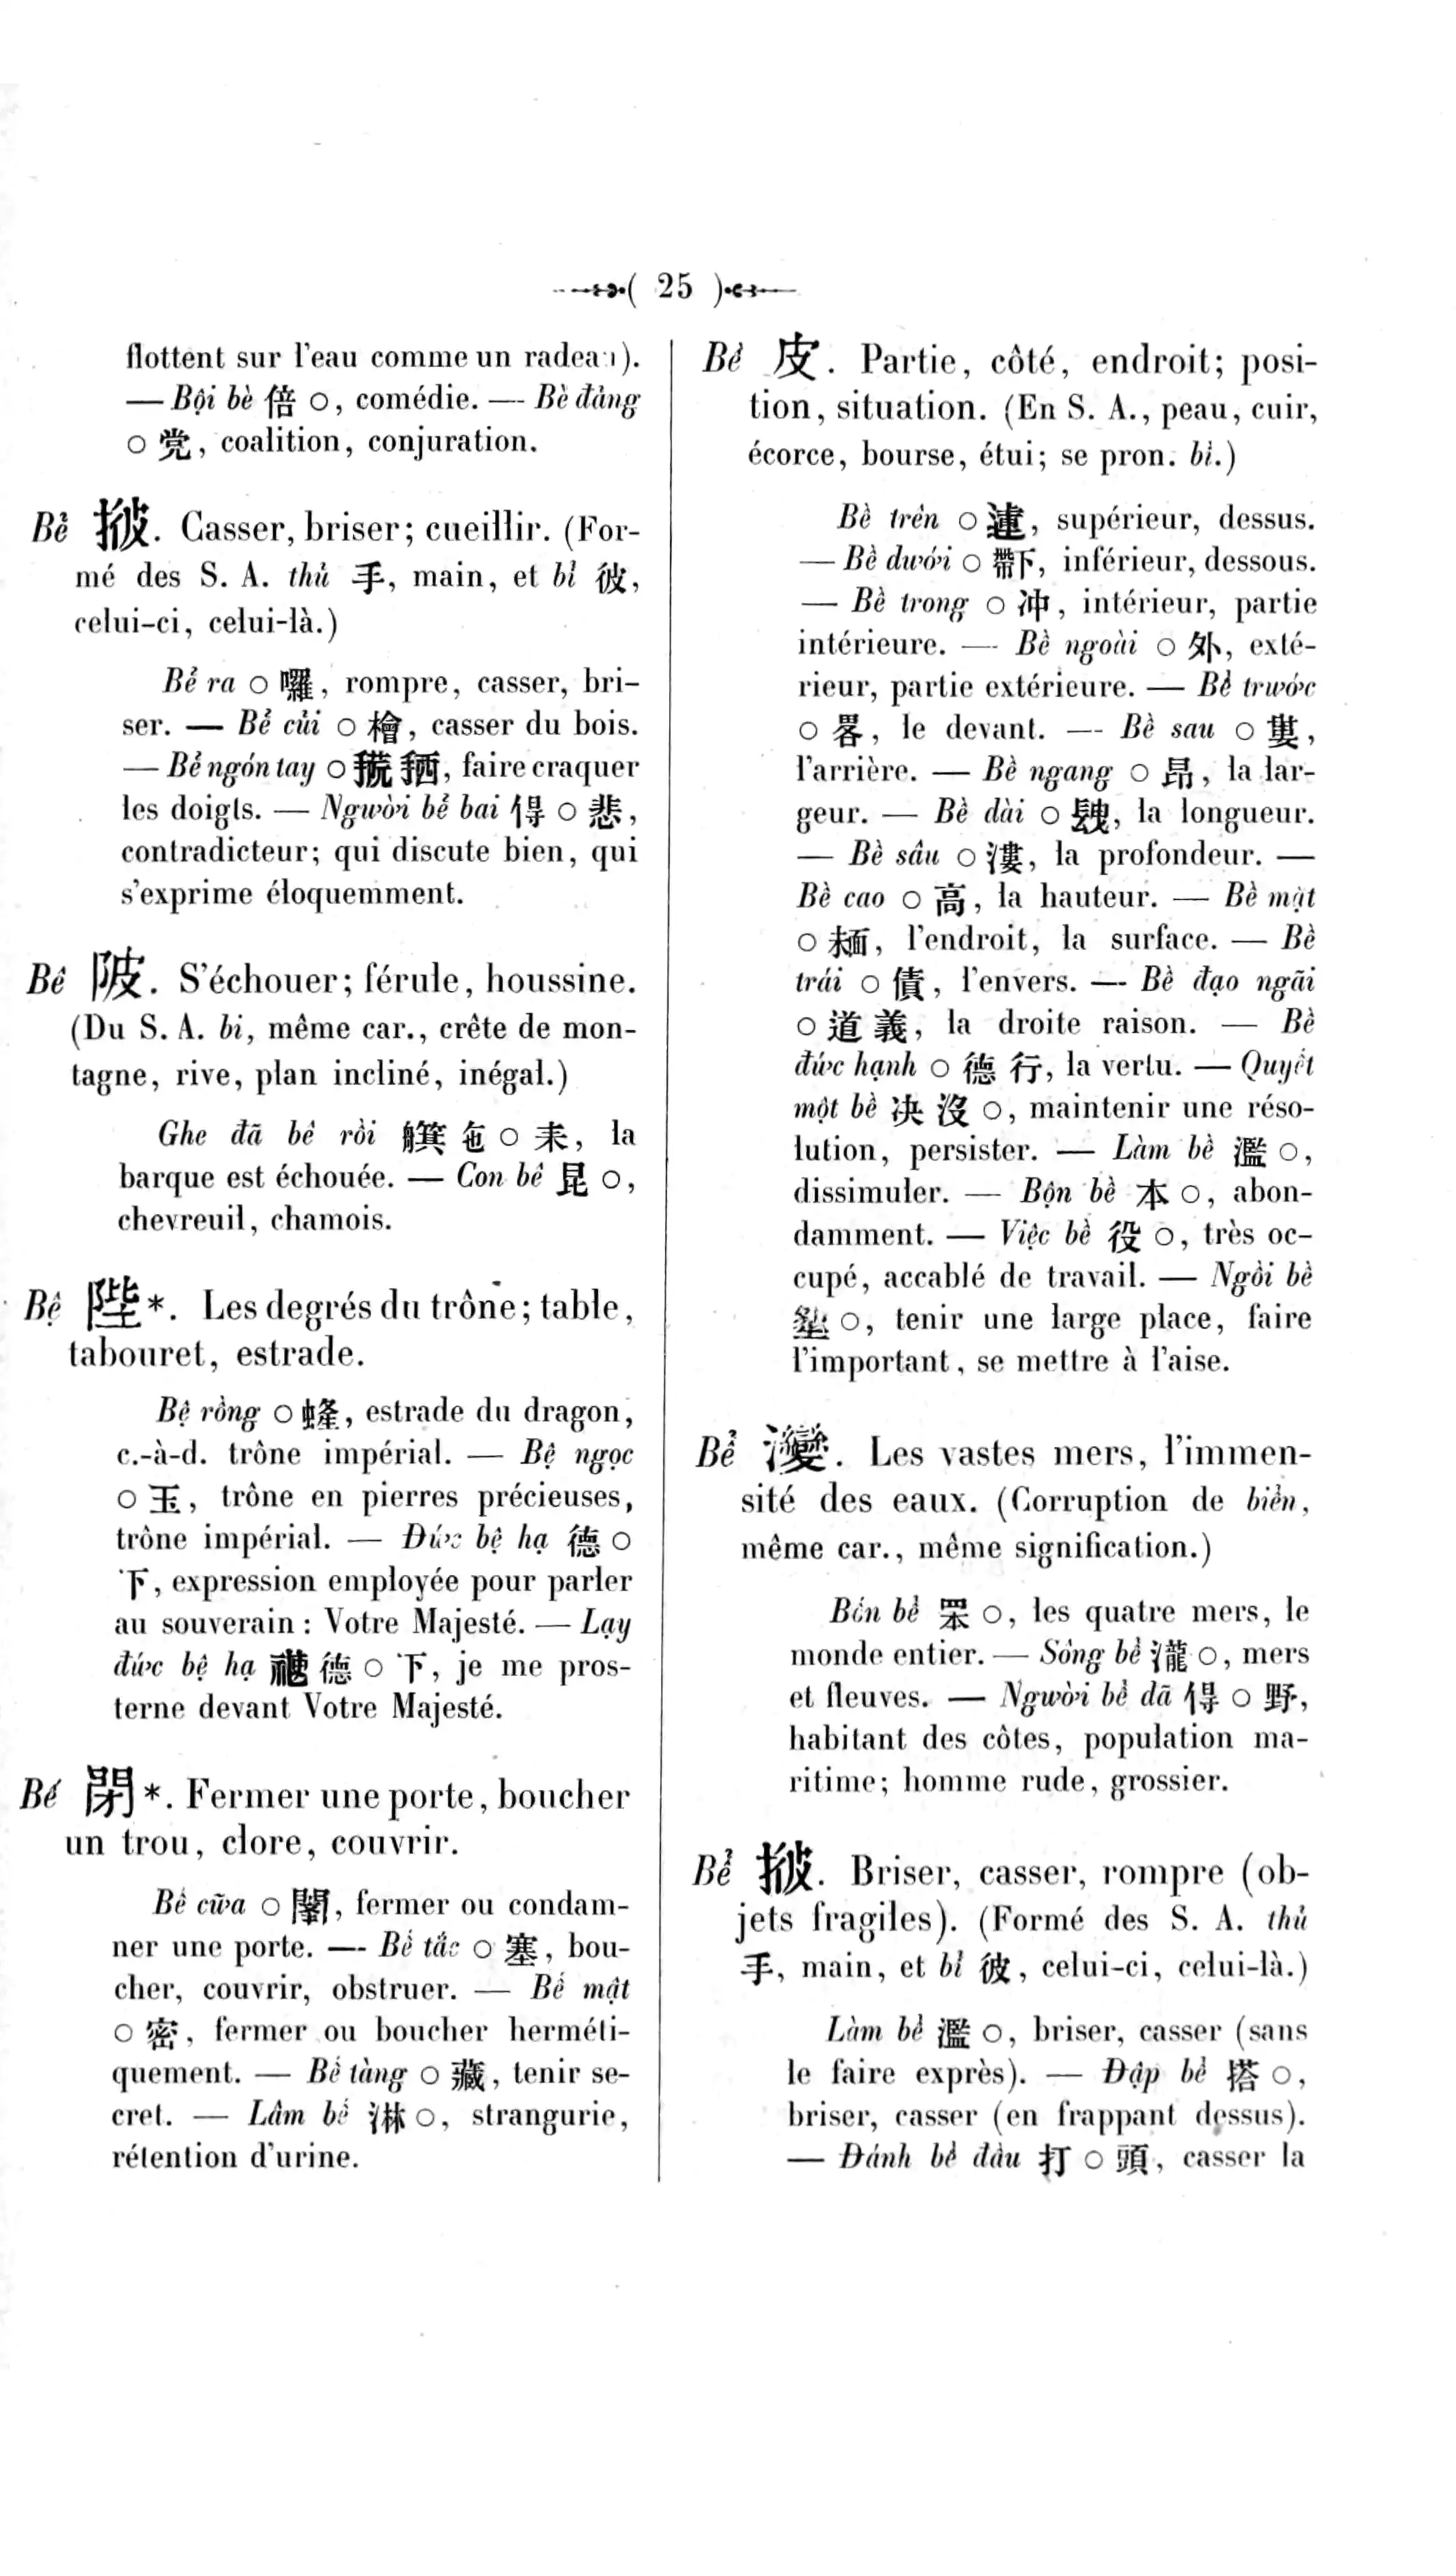 ( 25 )
flottent sur l'eau comme un radeau).
— Bội bè 倍 ○, comédie. — Bè đảng
○ 党, coalition, conjuration.
Bẻ 𢱎. Casser, briser; cueillir. (For-
mé des S. A. thủ 手, main, et bỉ 彼,
celui-ci, celui-là.)
Bẻ ra ○ 囉, rompre, casser, bri-
ser. — Bẻ củi ○ 檜, casser du bois.
— Bẻ ngón tay ○, faire craquer
les doigts. — Người bẻ bai 㝵 ○ 悲,
contradicteur; qui discute bien, qui
s'exprime éloquemment.
Bê 陂. S'échouer; férule, houssine.
(Du S. A. bi, même car., crête de mon-
tagne, rive, plan incliné, inégal.)
Ghe đã bê rồi ○ 耒, la
barque est échouée. — Con bê 昆 ○,
chevreuil, chamois.
Bệ 陛*. Les degrés du trône; table,
tabouret, estrade.
Bệ rồng ○, estrade du dragon,
c.-à-d. trône impérial. — Bệ ngọc
○ 玉, trône en pierres précieuses,
trône impérial. — Đức bệ hạ 德 ○
下, expression employée pour parler
au souverain : Votre Majesté. — Lạy
đức bệ hạ 德 ○ 下, je me pros-
terne devant Votre Majesté.
Bế 閉*. Fermer une porte, boucher
un trou, clore, couvrir.
Bế cữa ○, fermer ou condam-
ner une porte. — Bế tắc ○ 塞, bou-
cher, couvrir, obstruer. — Bế mật
○ 密, fermer ou boucher herméti-
quement. — Bế tàng ○ 藏, tenir se-
cret. — Lâm bế 淋 ○, strangurie,
rétention d'urine.
Bề 皮. Partie, côté, endroit; posi-
tion, situation. (En S. A., peau, cuir,
écorce, bourse, étui; se pron. bì.)
Bề trên ○ 蓮, supérieur, dessus.
— Bề dưới ○, inférieur, dessous.
— Bề trong ○ 冲, intérieur, partie
intérieure. — Bề ngoài ○ 外, exté-
rieur, partie extérieure. — Bề trước
○ 畧, le devant. — Bề sau ○,
l'arrière. — Bề ngang ○ 昂, la lar-
geur. — Bề dài ○, la longueur.
— Bề sâu ○ 漊, la profondeur. —
Bề cao ○ 高, la hauteur. — Bề mặt
○, l'endroit, la surface. — Bề
trái ○ 債, l'envers. — Bề đạo ngãi
○ 道 義, la droite raison. — Bề
đức hạnh ○ 德 行, la vertu. — Quyết
một bề 决 沒 ○, maintenir une réso-
lution, persister. — Làm bề 濫 ○,
dissimuler. — Bộn bề 本 ○, abon-
damment. — Việc bề 役 ○, très oc-
cupé, accablé de travail. — Ngồi bề
○, tenir une large place, faire
l'important, se mettre à l'aise.
Bể 𤅶. Les vastes mers, l'immen-
sité des eaux. (Corruption de biển,
même car., même signification.)
Bốn bể 罘 ○, les quatre mers, le
monde entier. — Sông bể 瀧 ○, mers
et fleuves. — Người bể dã 㝵 ○ 野,
habitant des côtes, population ma-
ritime; homme rude, grossier.
Bể 𢱎. Briser, casser, rompre (ob-
jets fragiles). (Formé des S. A. thủ
手, main, et bỉ 彼, celui-ci, celui-là.)
Làm bể 濫 ○, briser, casser (sans
le faire exprès). — Đập bể 搭 ○,
briser, casser (en frappant dessus).
— Đánh bể đầu 打 ○ 頭, casser la